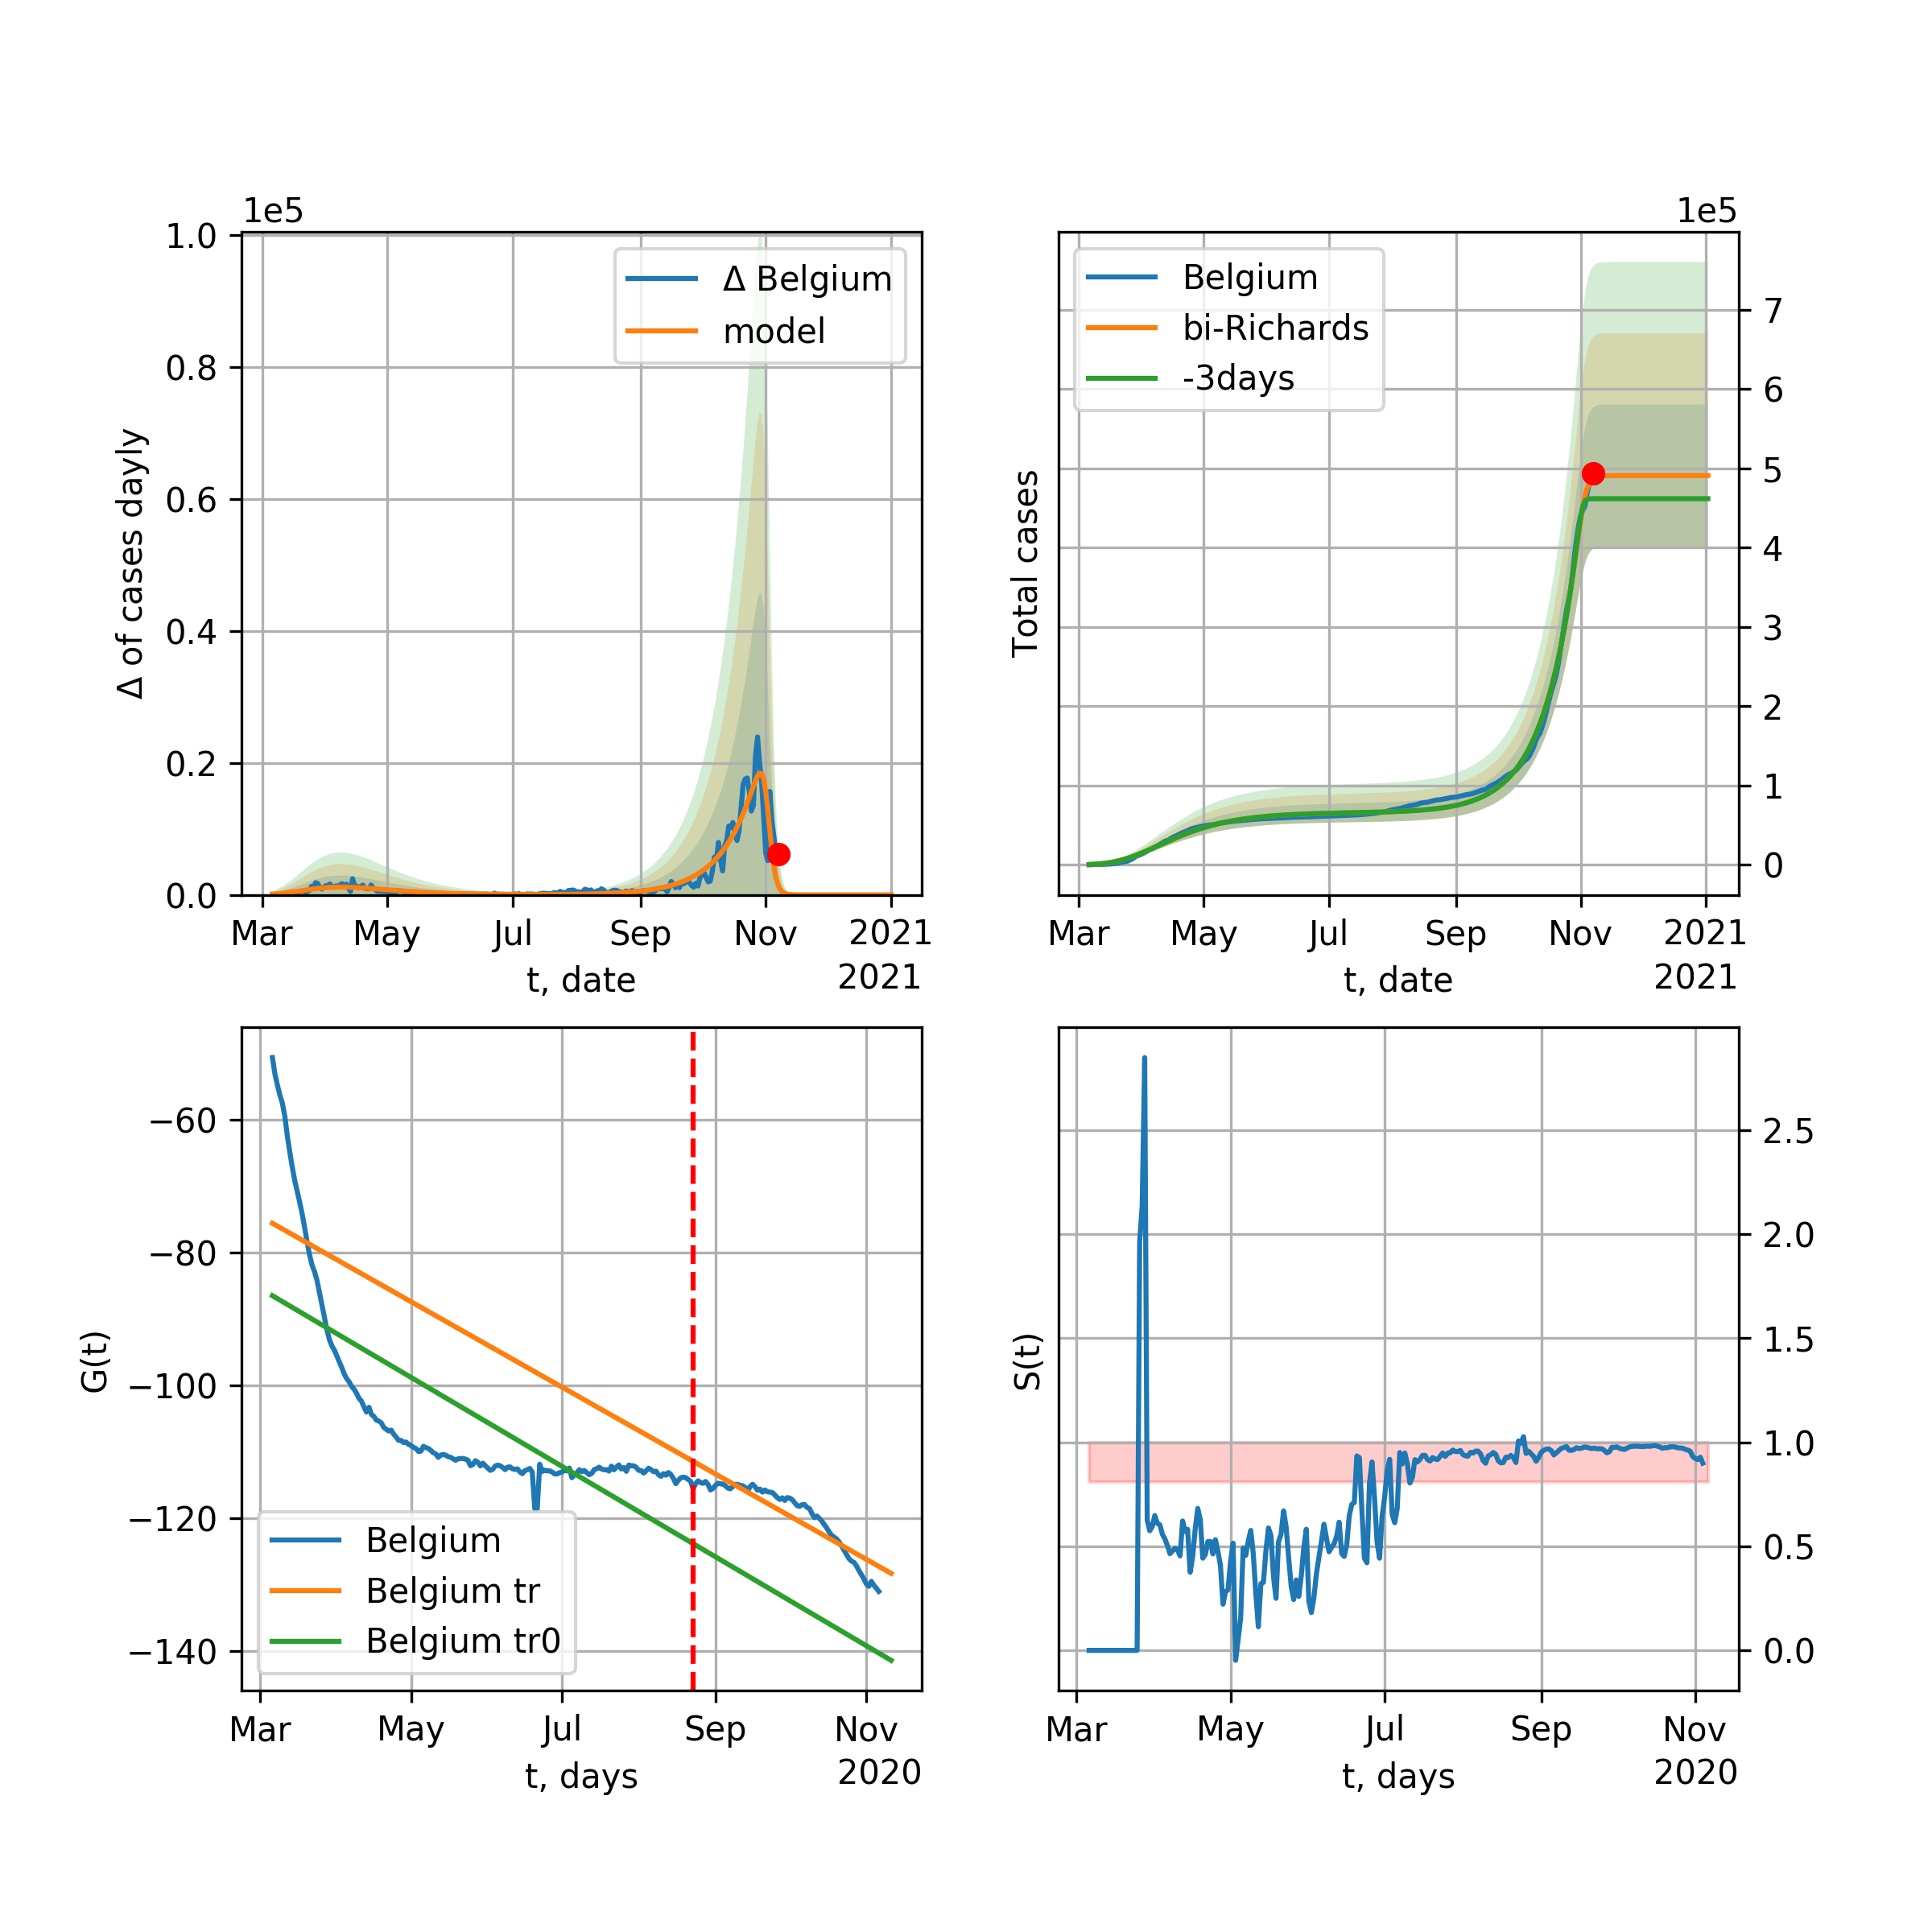 1e5
1.0
0.8
0.6
0.4
0.2
0.0
Δ of cases dayly
Δ Belgium
model
Mar May Jul Sep Nov 2021
t, date 2021
1e5
Belgium
bi-Richards
-3days
Total cases
7
6
5
4
3
2
1
0
Mar May Jul Sep Nov 2021
t, date 2021
−60
−80
−100
−120
−140
G(t)
Belgium
Belgium tr
Belgium tr0
Mar May Jul Sep Nov
t, days 2020
S(t)
2.5
2.0
1.5
1.0
0.5
0.0
Mar May Jul Sep Nov
t, days 2020